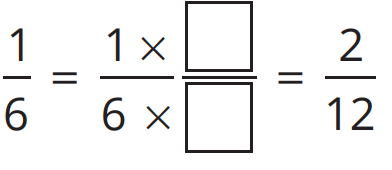 1/6 = 1 × □ / 6 × □ = 2/12